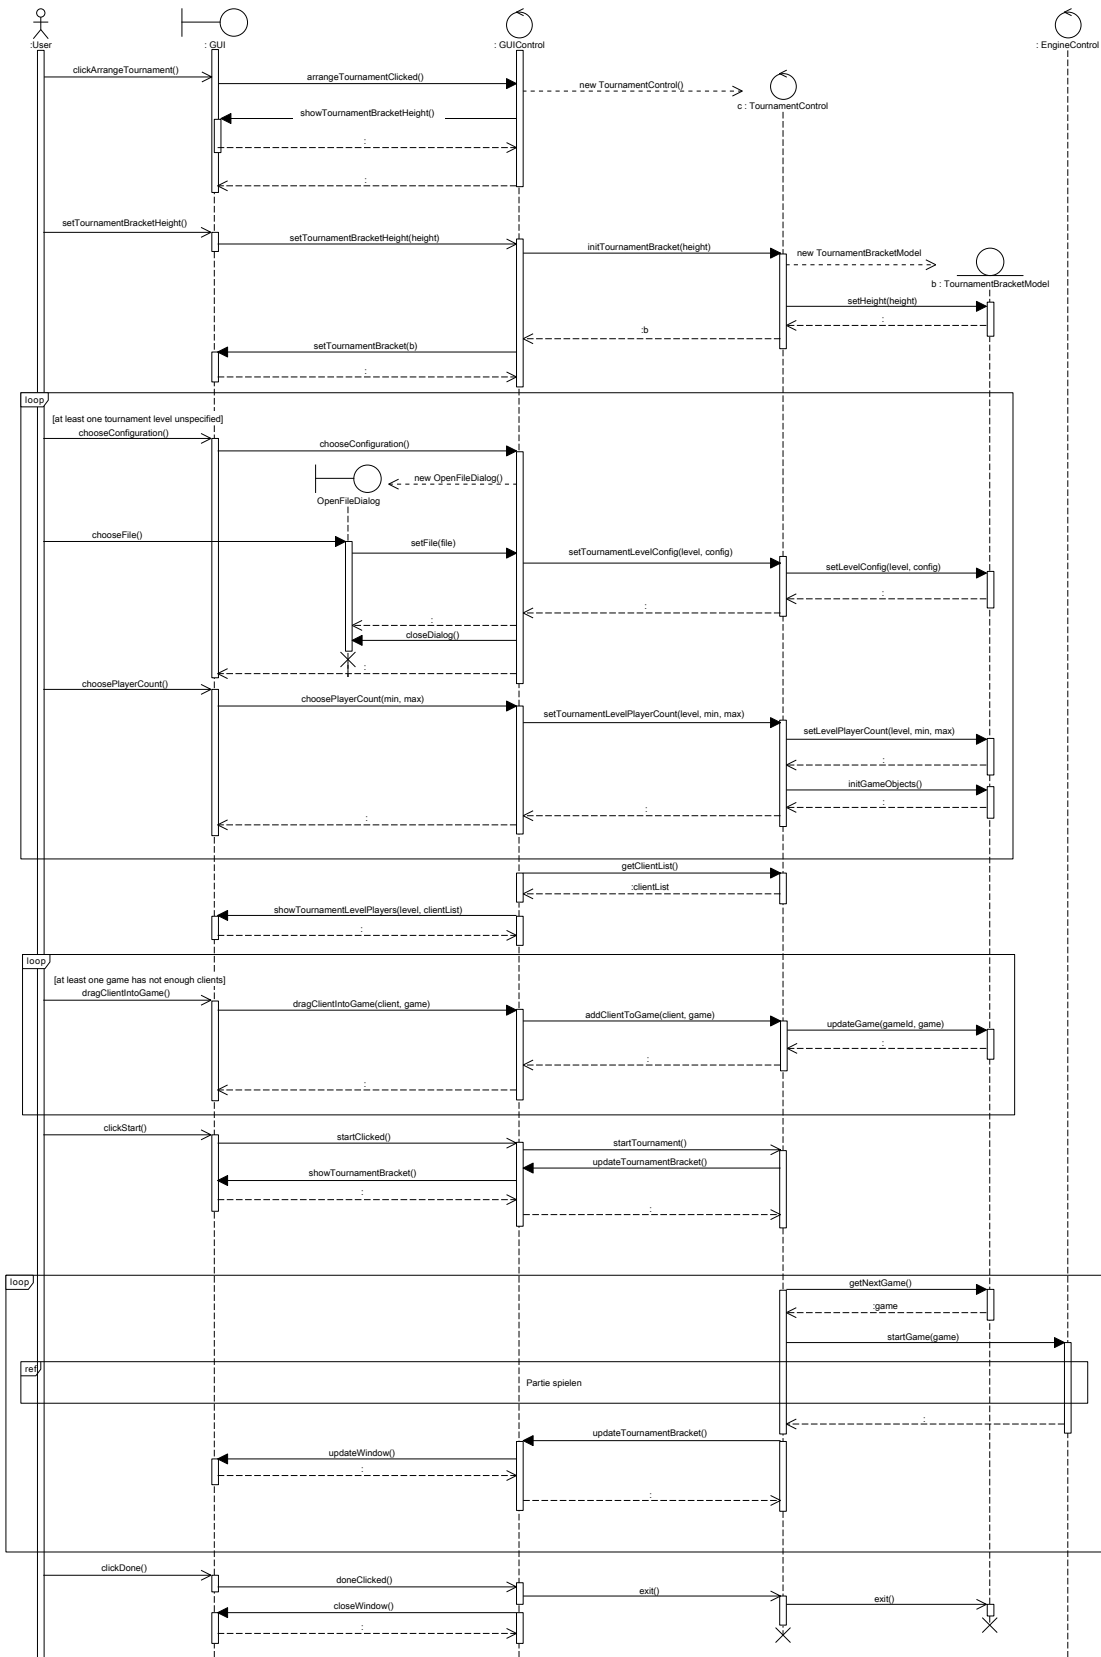 :User
: GUI
: GUIControl
: EngineControl
clickArrangeTournament()
arrangeTournamentClicked()
new TournamentControl()
c : TournamentControl
showTournamentBracketHeight()
:
:
setTournamentBracketHeight()
setTournamentBracketHeight(height)
initTournamentBracket(height)
new TournamentBracketModel
b : TournamentBracketModel
setHeight(height)
:
:b
setTournamentBracket(b)
:
loop
[at least one tournament level unspecified]
chooseConfiguration()
chooseConfiguration()
new OpenFileDialog()
OpenFileDialog
chooseFile()
setFile(file)
setTournamentLevelConfig(level, config)
setLevelConfig(level, config)
:
:
:
closeDialog()
:
choosePlayerCount()
choosePlayerCount(min, max)
setTournamentLevelPlayerCount(level, min, max)
setLevelPlayerCount(level, min, max)
:
initGameObjects()
:
:
:
getClientList()
:clientList
showTournamentLevelPlayers(level, clientList)
:
loop
[at least one game has not enough clients]
dragClientIntoGame()
dragClientIntoGame(client, game)
addClientToGame(client, game)
updateGame(gameId, game)
:
:
:
clickStart()
startClicked()
startTournament()
updateTournamentBracket()
showTournamentBracket()
:
:
loop
getNextGame()
:game
startGame(game)
ref
Partie spielen
:
updateTournamentBracket()
updateWindow()
:
:
clickDone()
doneClicked()
exit()
exit()
closeWindow()
: